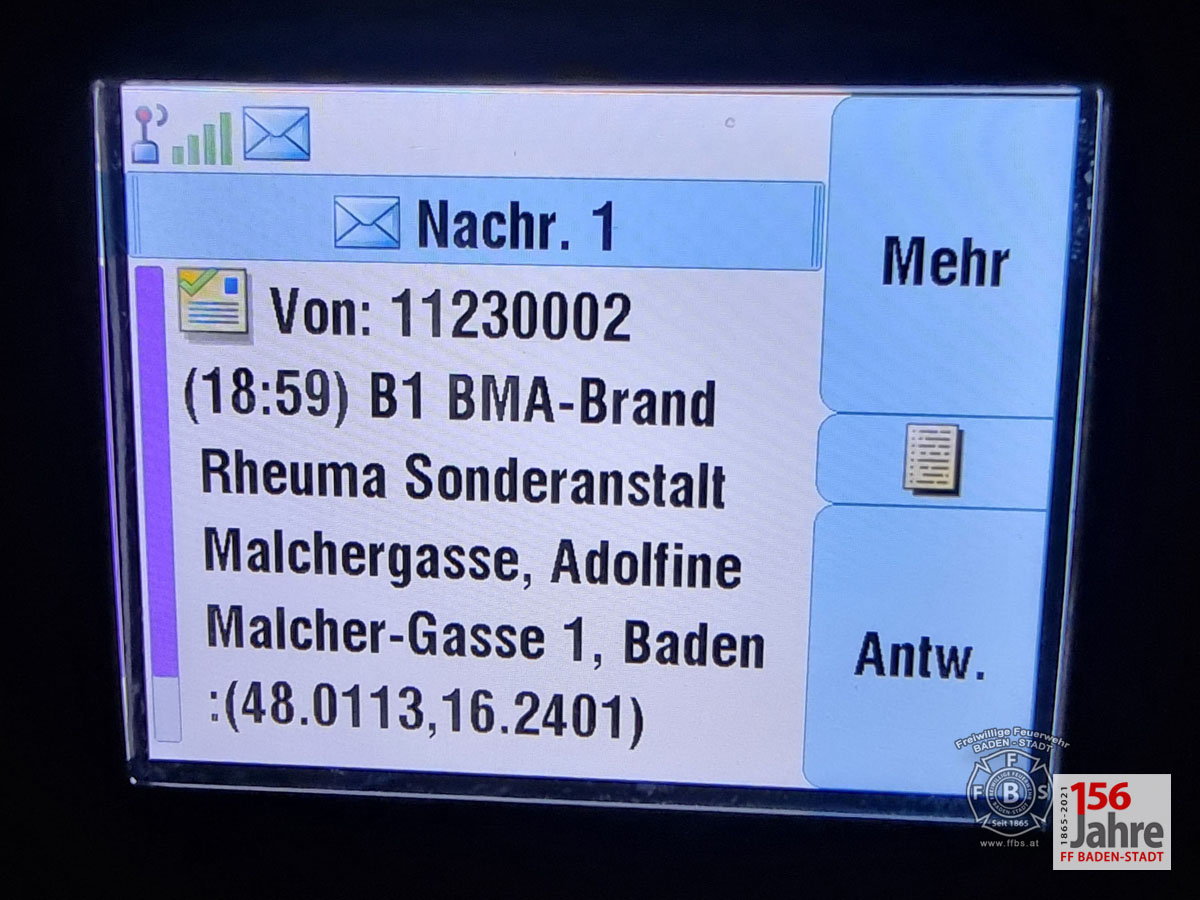 Nachr. 1
Von: 11230002
(18:59) B1 BMA-Brand
Rheuma Sonderanstalt
Malchergasse, Adolfine
Malcher-Gasse 1, Baden
:(48.0113,16.2401)
Mehr
Antw.
Freiwillige Feuerwehr
BADEN - STADT
F
F B S
Seit 1865
www.ffbs.at
1865-2021
156
Jahre
FF BADEN-STADT